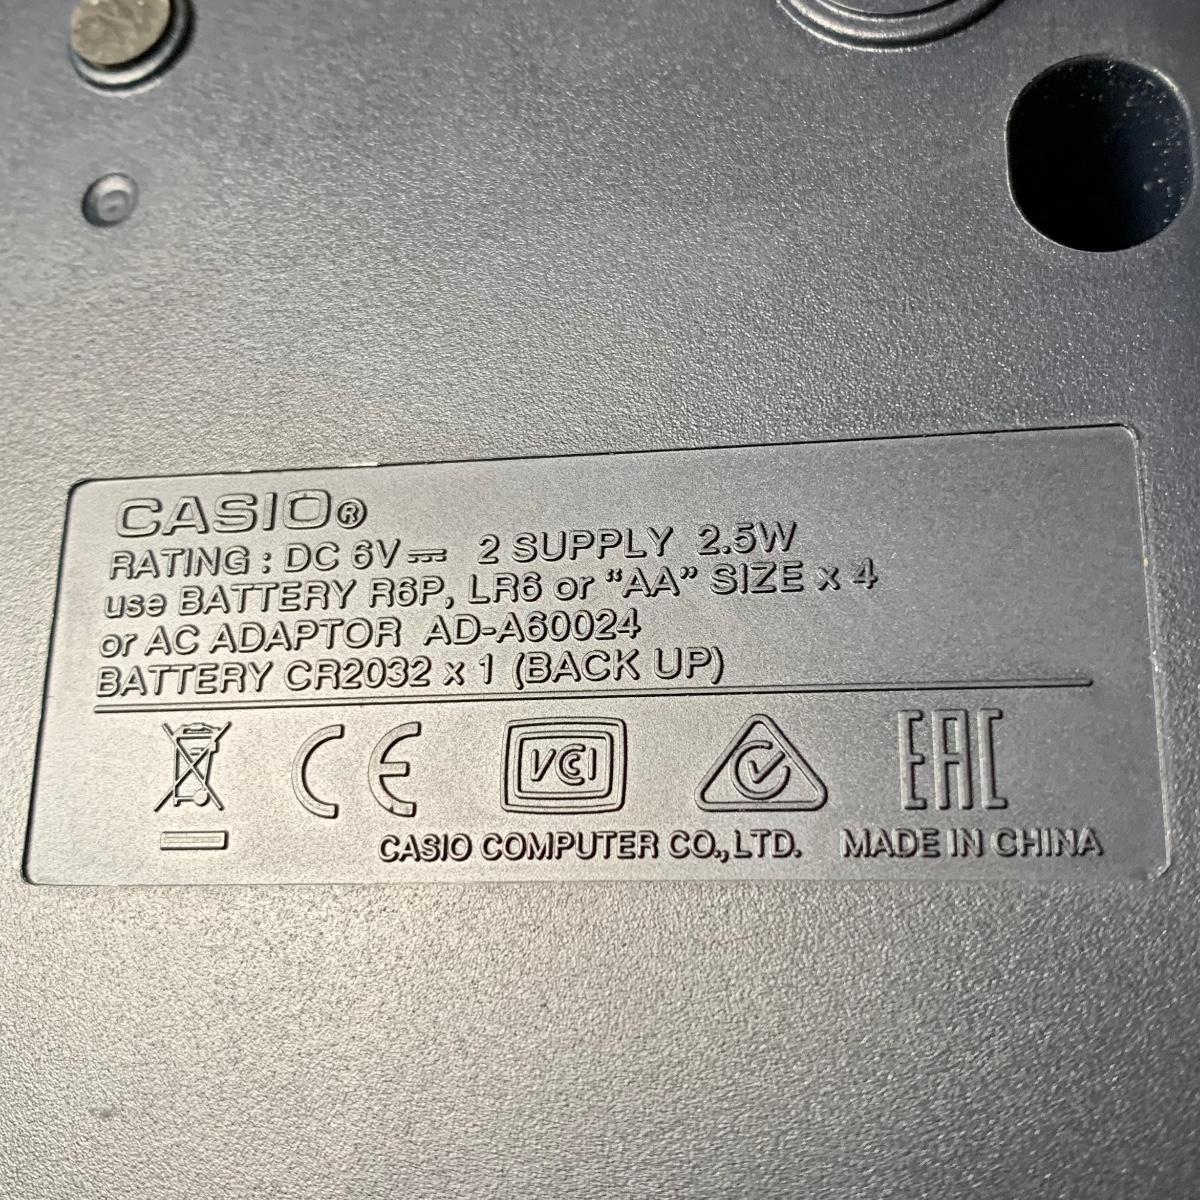 CASIO®
RATING : DC 6V⎓ 2 SUPPLY 2.5W
use BATTERY R6P, LR6 or “AA” SIZE x 4
or AC ADAPTOR AD-A60024
BATTERY CR2032 x 1 (BACK UP)
CE VCCI EAC
CASIO COMPUTER CO.,LTD. MADE IN CHINA